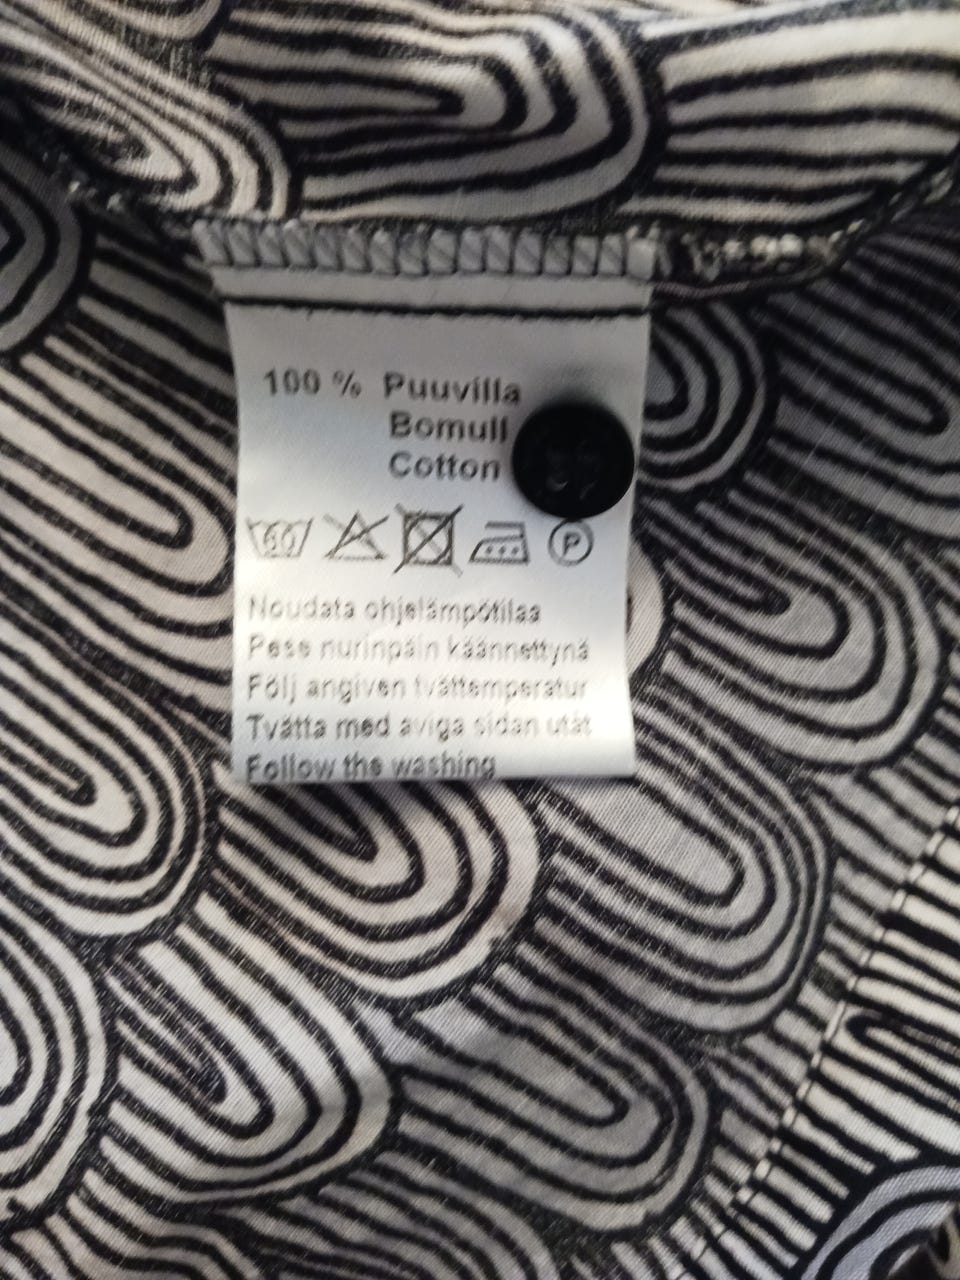 100 % Puuvilla
Bomull
Cotton
60 P
Noudata ohjelämpötilaa
Pese nurinpäin käännettynä
Följ angiven tvättemperatur
Tvätta med aviga sidan utåt
Follow the washing